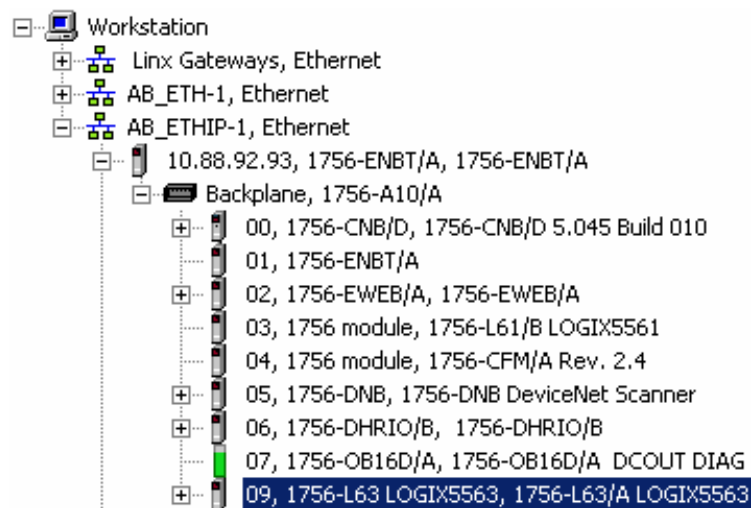 Workstation
Linx Gateways, Ethernet
AB_ETH-1, Ethernet
AB_ETHIP-1, Ethernet
10.88.92.93, 1756-ENBT/A, 1756-ENBT/A
Backplane, 1756-A10/A
00, 1756-CNB/D, 1756-CNB/D 5.045 Build 010
01, 1756-ENBT/A
02, 1756-EWEB/A, 1756-EWEB/A
03, 1756 module, 1756-L61/B LOGIX5561
04, 1756 module, 1756-CFM/A Rev. 2.4
05, 1756-DNB, 1756-DNB DeviceNet Scanner
06, 1756-DHRIO/B, 1756-DHRIO/B
07, 1756-OB16D/A, 1756-OB16D/A DCOUT DIAG
09, 1756-L63 LOGIX5563, 1756-L63/A LOGIX5563